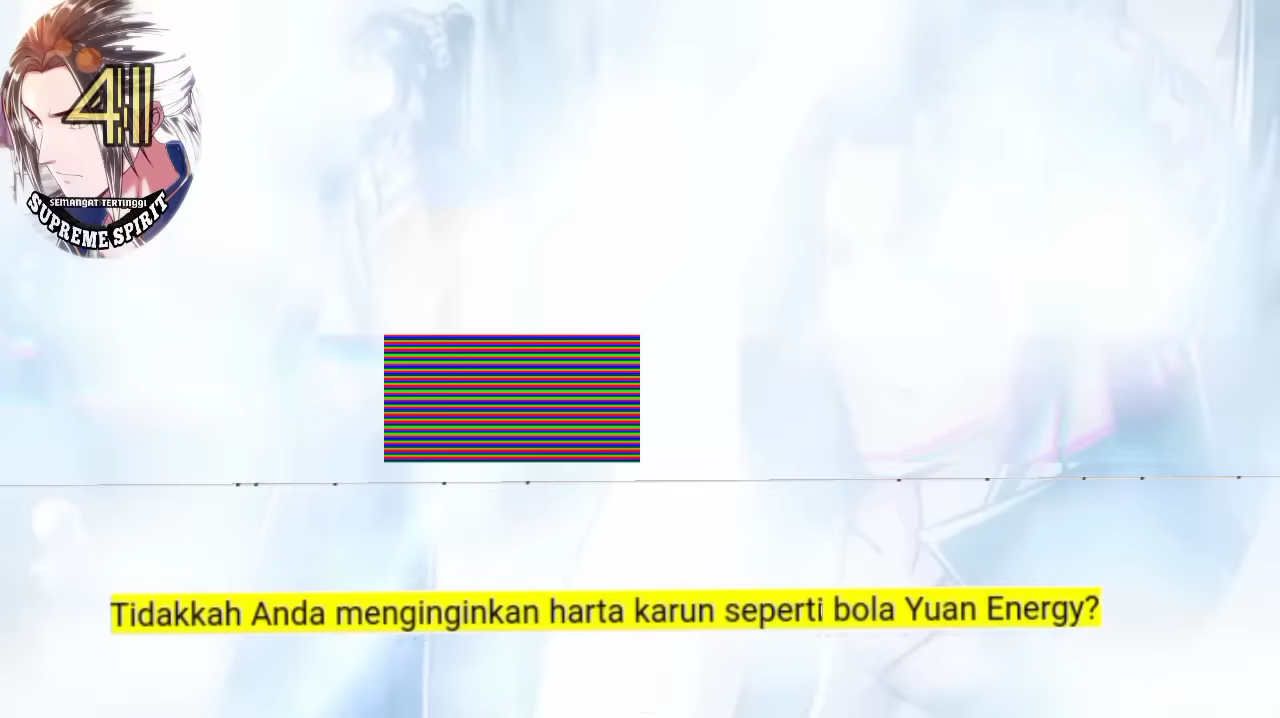 41
SEMANGAT TERTINGGI
SUPREME SPIRIT
Tidakkah Anda menginginkan harta karun seperti bola Yuan Energy?